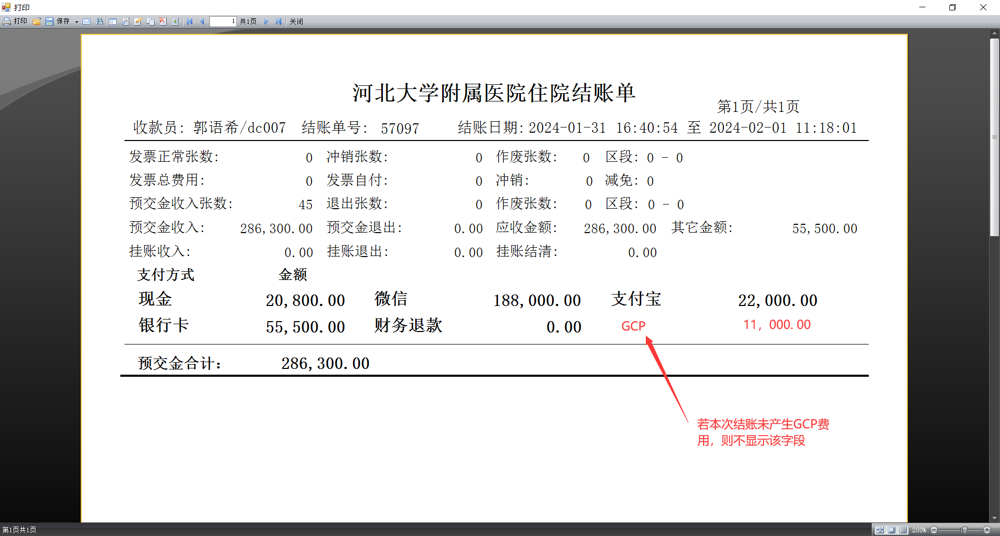 打印
打印 保存 1 共1页 关闭
河北大学附属医院住院结账单
第1页/共1页
收款员: 郭语希/dc007 结账单号: 57097 结账日期: 2024-01-31 16:40:54 至 2024-02-01 11:18:01
发票正常张数: 0 冲销张数: 0 作废张数: 0 区段: 0 - 0
发票总费用: 0 发票自付: 0 冲销: 0 减免: 0
预交金收入张数: 45 退出张数: 0 作废张数: 0 区段: 0 - 0
预交金收入: 286,300.00 预交金退出: 0.00 应收金额: 286,300.00 其它金额: 55,500.00
挂账收入: 0.00 挂账退出: 0.00 挂账结清: 0.00
支付方式 金额
现金 20,800.00 微信 188,000.00 支付宝 22,000.00
银行卡 55,500.00 财务退款 0.00 GCP 11，000.00
预交金合计: 286,300.00
若本次结账未产生GCP费
用，则不显示该字段
第1页共1页 200%